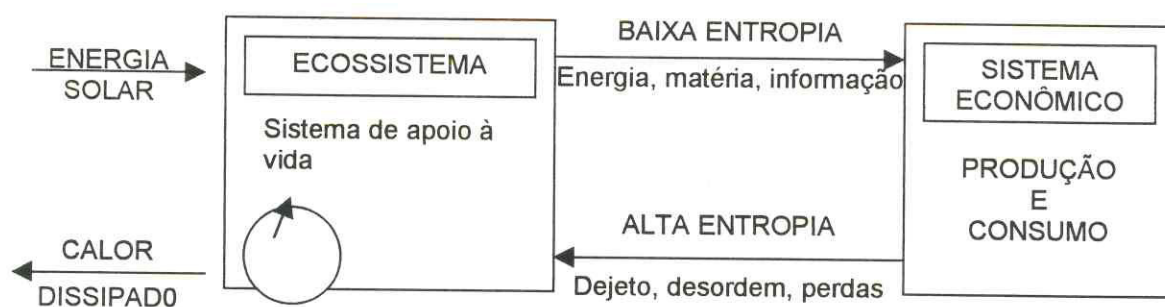 ENERGIA
SOLAR
ECOSSISTEMA
Sistema de apoio à
vida
CALOR
DISSIPAD0
BAIXA ENTROPIA
Energia, matéria, informação
ALTA ENTROPIA
Dejeto, desordem, perdas
SISTEMA
ECONÔMICO
PRODUÇÃO
E
CONSUMO